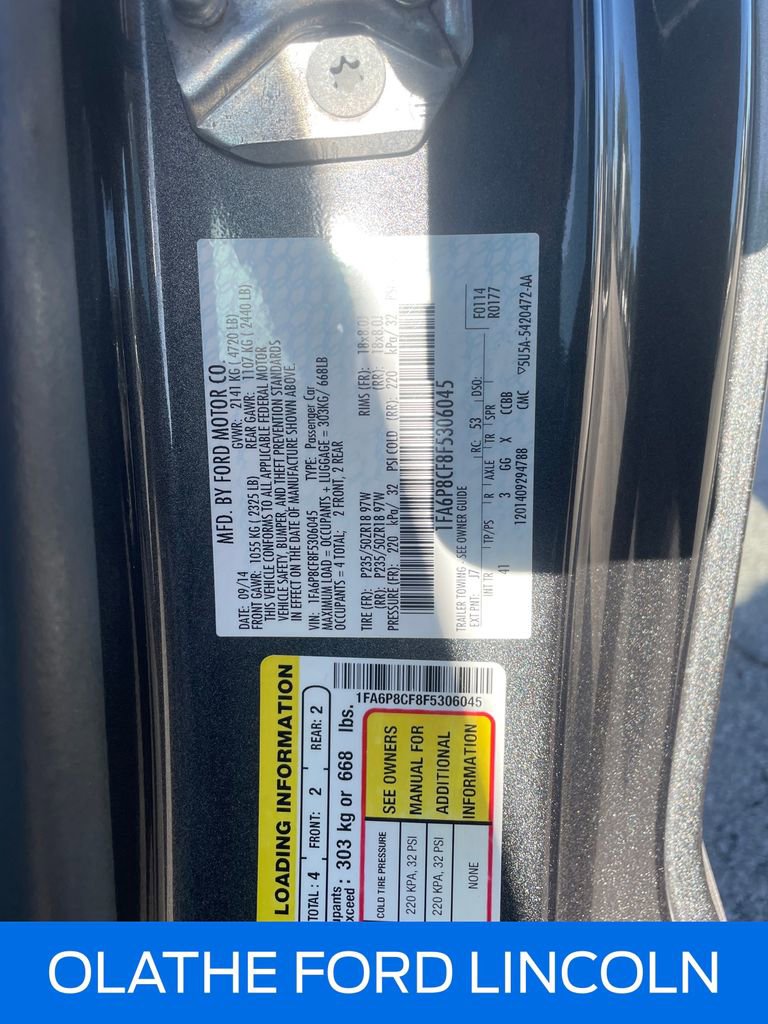 MFD. BY FORD MOTOR CO.
DATE: 09/14 GVWR: 2141 KG ( 4720 LB)
FRONT GAWR: 1055 KG ( 2325 LB) REAR GAWR: 1107 KG ( 2440 LB)
THIS VEHICLE CONFORMS TO ALL APPLICABLE FEDERAL MOTOR
VEHICLE SAFETY, BUMPER, AND THEFT PREVENTION STANDARDS
IN EFFECT ON THE DATE OF MANUFACTURE SHOWN ABOVE.
VIN: 1FA6P8CF8F5306045 TYPE: Passenger Car
MAXIMUM LOAD = OCCUPANTS + LUGGAGE = 303KG/ 668LB
OCCUPANTS = 4 TOTAL; 2 FRONT, 2 REAR
TIRE (FR): P235/50ZR18 97W RIMS (FR): 18x8.0J
(RR): P235/50ZR18 97W (RR): 18x8.0J
PRESSURE (FR): 220 kPa/ 32 PSI COLD (RR): 220 kPa/ 32 PSI
1FA6P8CF8F5306045
TRAILER TOWING - SEE OWNER GUIDE F0114
EXT PNT: J7 RC: 53 DSO: R0177
INT TR TP/PS R AXLE TR SPR
41 3 GG X CCBB
1201409294788 CMC ▽5U5A-5420472-AA
LOADING INFORMATION
TOTAL : 4 FRONT: 2 REAR: 2
upants:
xceed: 303 kg or 668 lbs.
1FA6P8CF8F5306045
COLD TIRE PRESSURE
220 KPA, 32 PSI
220 KPA, 32 PSI
NONE
SEE OWNERS
MANUAL FOR
ADDITIONAL
INFORMATION
OLATHE FORD LINCOLN